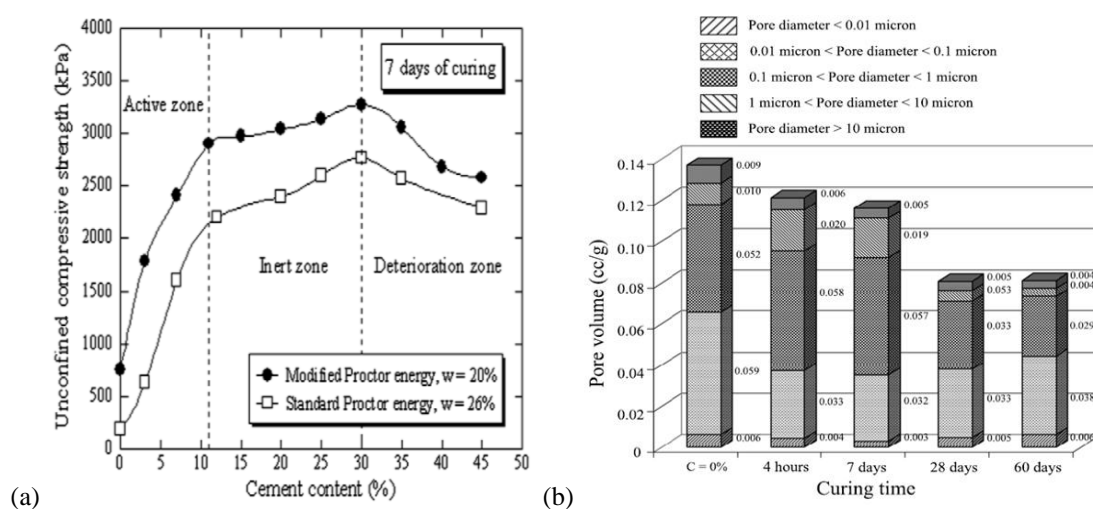 4000
3500
3000
2500
2000
1500
1000
500
0
Unconfined compressive strength (kPa)
7 days of curing
Active zone
Inert zone
Deterioration zone
Modified Proctor energy, w = 20%
Standard Proctor energy, w = 26%
0 5 10 15 20 25 30 35 40 45 50
Cement content (%)
(a)
Pore diameter < 0.01 micron
0.01 micron < Pore diameter < 0.1 micron
0.1 micron < Pore diameter < 1 micron
1 micron < Pore diameter < 10 micron
Pore diameter > 10 micron
0.14
0.12
0.10
0.08
0.06
0.04
0.02
0
Pore volume (cc/g)
0.009
0.010
0.052
0.059
0.006
0.006
0.020
0.058
0.033
0.004
0.005
0.019
0.057
0.032
0.003
0.005
0.053
0.033
0.033
0.005
0.004
0.004
0.029
0.038
0.006
C = 0% 4 hours 7 days 28 days 60 days
Curing time
(b)